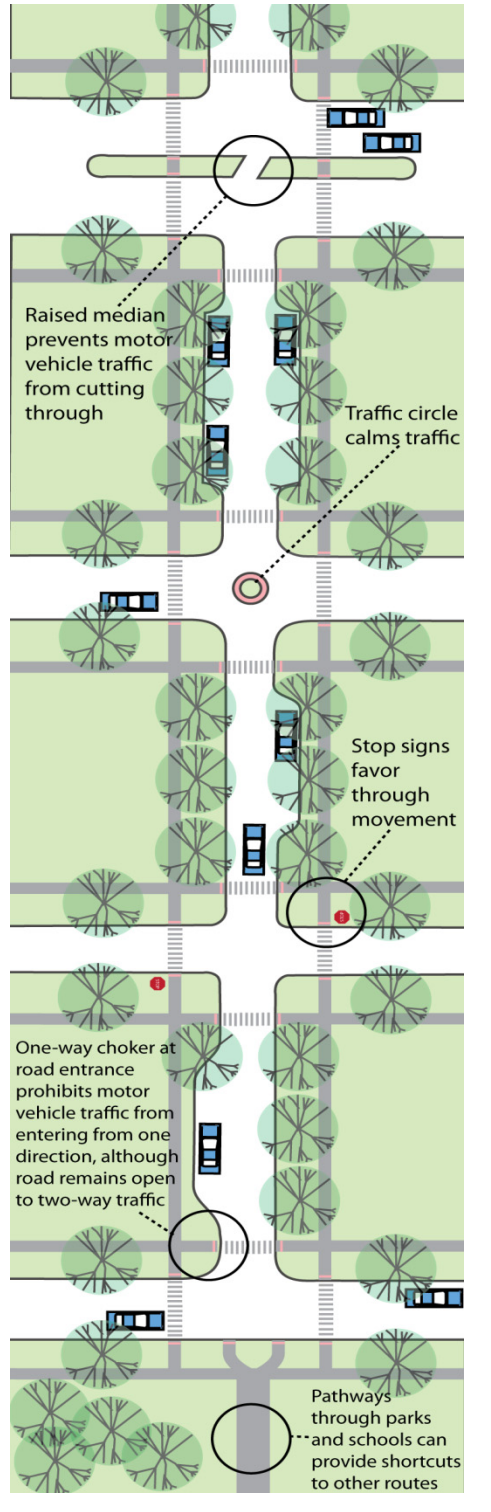 Raised median
prevents motor
vehicle traffic
from cutting
through
Traffic circle
calms traffic
Stop signs
favor
through
movement
One-way choker at
road entrance
prohibits motor
vehicle traffic from
entering from one
direction, although
road remains open
to two-way traffic
Pathways
through parks
and schools can
provide shortcuts
to other routes